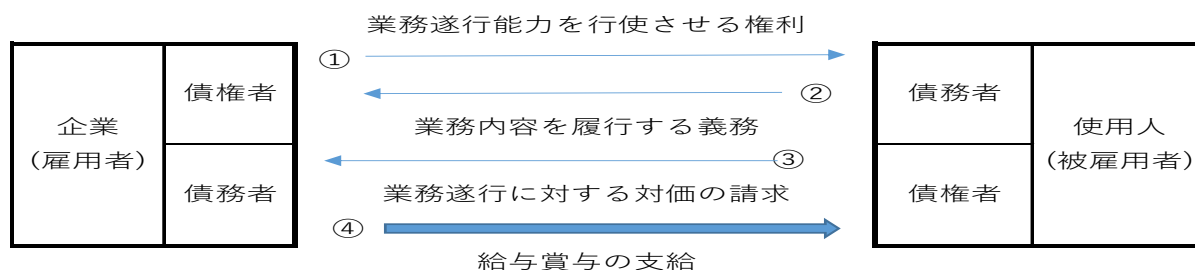 業務遂行能力を行使させる権利
①
債権者
債務者
②
企業
(雇用者)
業務内容を履行する義務
使用人
(被雇用者)
③
債務者
業務遂行に対する対価の請求
債権者
④
給与賞与の支給